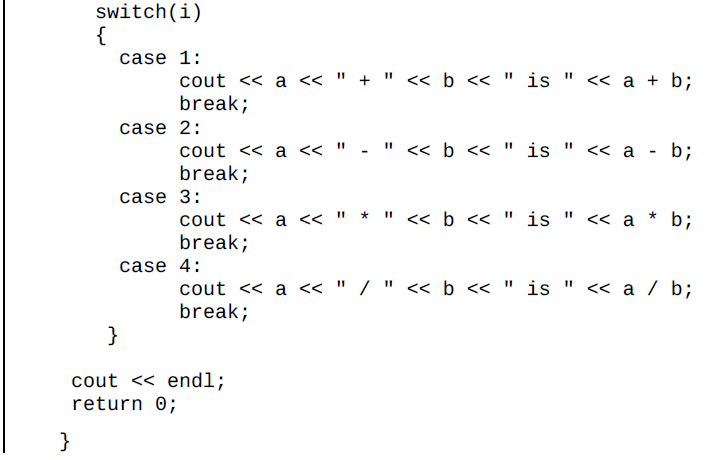 switch(i)
{
case 1:
cout << a << " + " << b << " is " << a + b;
break;
case 2:
cout << a << " - " << b << " is " << a - b;
break;
case 3:
cout << a << " * " << b << " is " << a * b;
break;
case 4:
cout << a << " / " << b << " is " << a / b;
break;
}
cout << endl;
return 0;
}